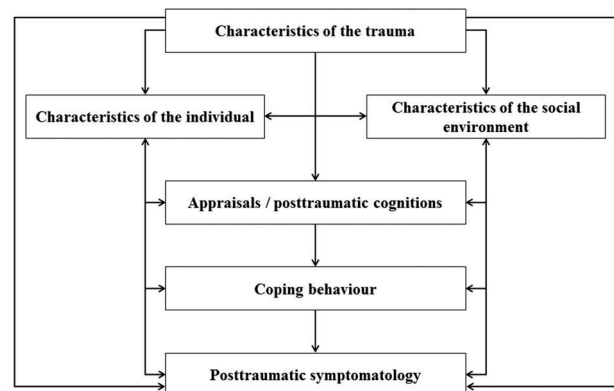 Characteristics of the trauma
Characteristics of the individual
Characteristics of the social
environment
Appraisals / posttraumatic cognitions
Coping behaviour
Posttraumatic symptomatology